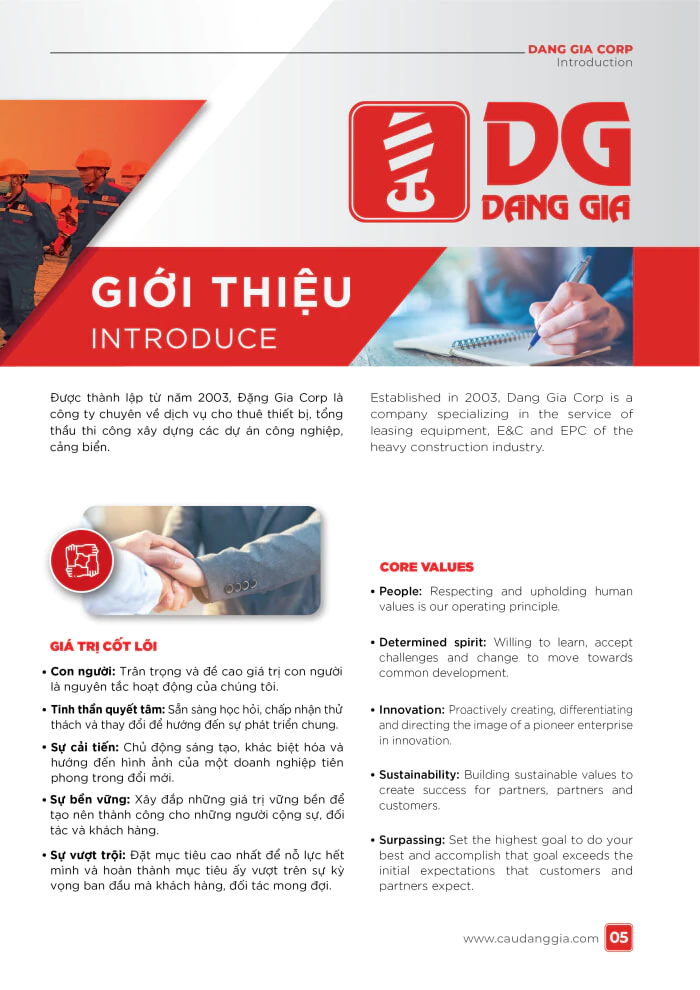 DANG GIA CORP
Introduction
DG
DANG GIA
GIỚI THIỆU
INTRODUCE
Được thành lập từ năm 2003, Đặng Gia Corp là
công ty chuyên về dịch vụ cho thuê thiết bị, tổng
thầu thi công xây dựng các dự án công nghiệp,
cảng biển.
Established in 2003, Dang Gia Corp is a
company specializing in the service of
leasing equipment, E&C and EPC of the
heavy construction industry.
GIÁ TRỊ CỐT LÕI
• Con người: Trân trọng và đề cao giá trị con người
là nguyên tắc hoạt động của chúng tôi.
• Tinh thần quyết tâm: Sẵn sàng học hỏi, chấp nhận thử
thách và thay đổi để hướng đến sự phát triển chung.
• Sự cải tiến: Chủ động sáng tạo, khác biệt hóa và
hướng đến hình ảnh của một doanh nghiệp tiên
phong trong đổi mới.
• Sự bền vững: Xây đắp những giá trị vững bền để
tạo nên thành công cho những người cộng sự, đối
tác và khách hàng.
• Sự vượt trội: Đặt mục tiêu cao nhất để nỗ lực hết
mình và hoàn thành mục tiêu ấy vượt trên sự kỳ
vọng ban đầu mà khách hàng, đối tác mong đợi.
CORE VALUES
• People: Respecting and upholding human
values is our operating principle.
• Determined spirit: Willing to learn, accept
challenges and change to move towards
common development.
• Innovation: Proactively creating, differentiating
and directing the image of a pioneer enterprise
in innovation.
• Sustainability: Building sustainable values to
create success for partners, partners and
customers.
• Surpassing: Set the highest goal to do your
best and accomplish that goal exceeds the
initial expectations that customers and
partners expect.
www.caudanggia.com 05